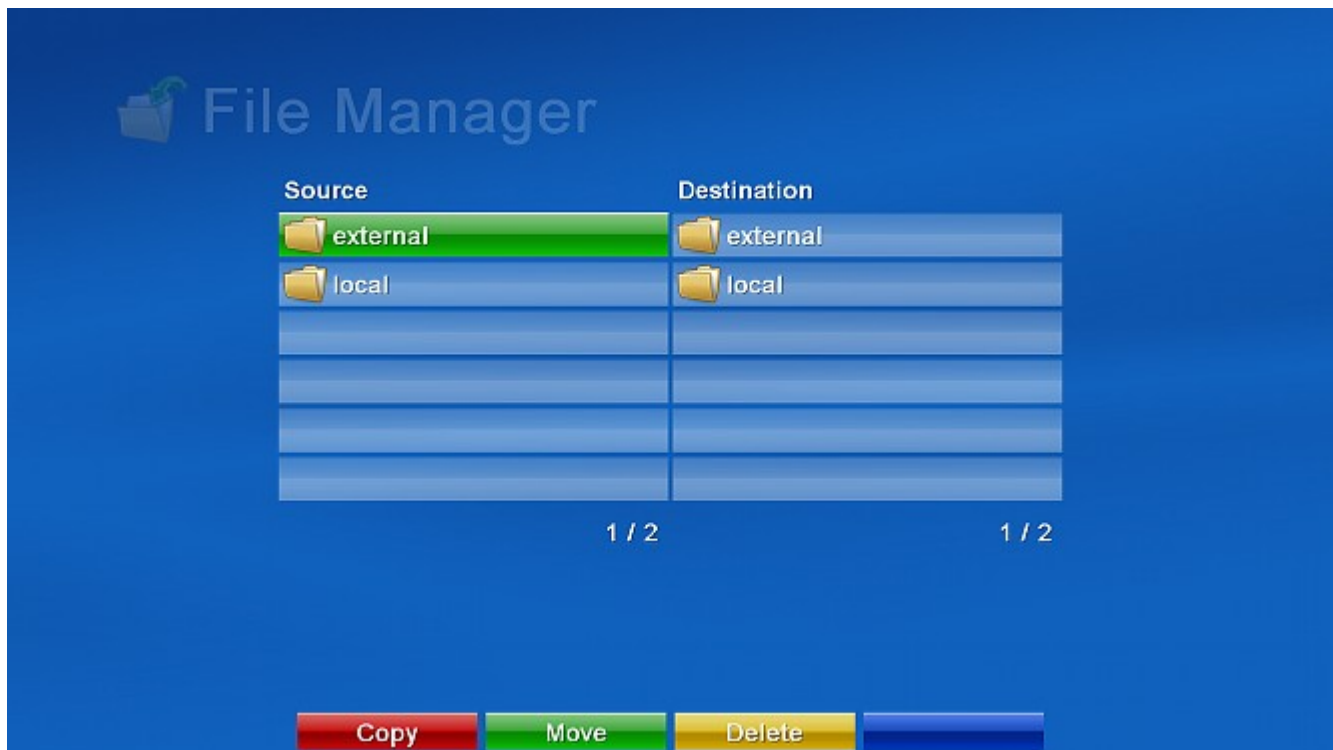 File Manager
Source Destination
external external
local local
1 / 2 1 / 2
Copy Move Delete